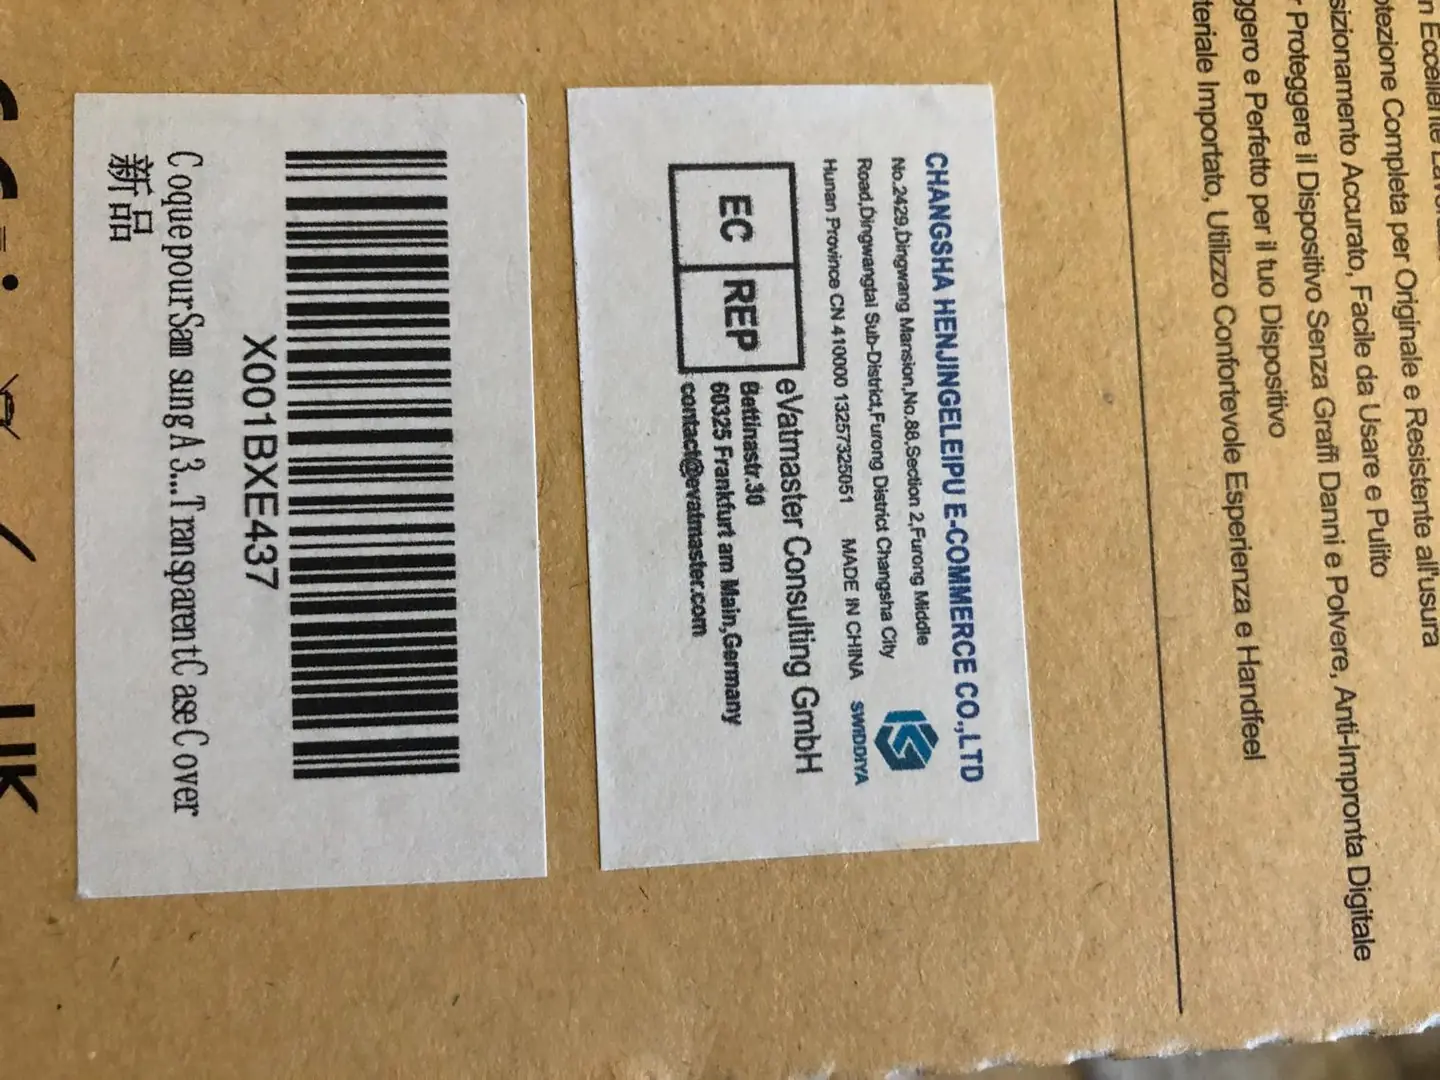 Eccellente
otezione Completa per Originale e Resistente all'usura
sizionamento Accurato, Facile da Usare e Pulito
r Proteggere il Dispositivo Senza Graffi Danni e Polvere, Anti-Impronta Digitale
ggero e Perfetto per il tuo Dispositivo
teriale Importato, Utilizzo Confortevole Esperienza e Handfeel
CHANGSHA HENJINGELEIPU E-COMMERCE CO.,LTD
No.2429,Dingwang Mansion,No.88,Section 2,Furong Middle
Road,Dingwangtai Sub-District,Furong District Changsha City
Hunan Province CN 410000 13257325051 MADE IN CHINA
SWIDDIYA
EC REP
eVatmaster Consulting GmbH
Bettinastr.30
60325 Frankfurt am Main,Germany
contact@evatmaster.com
X001BXE437
Coque pour Samsung A3...Transparent Case Cover
新品